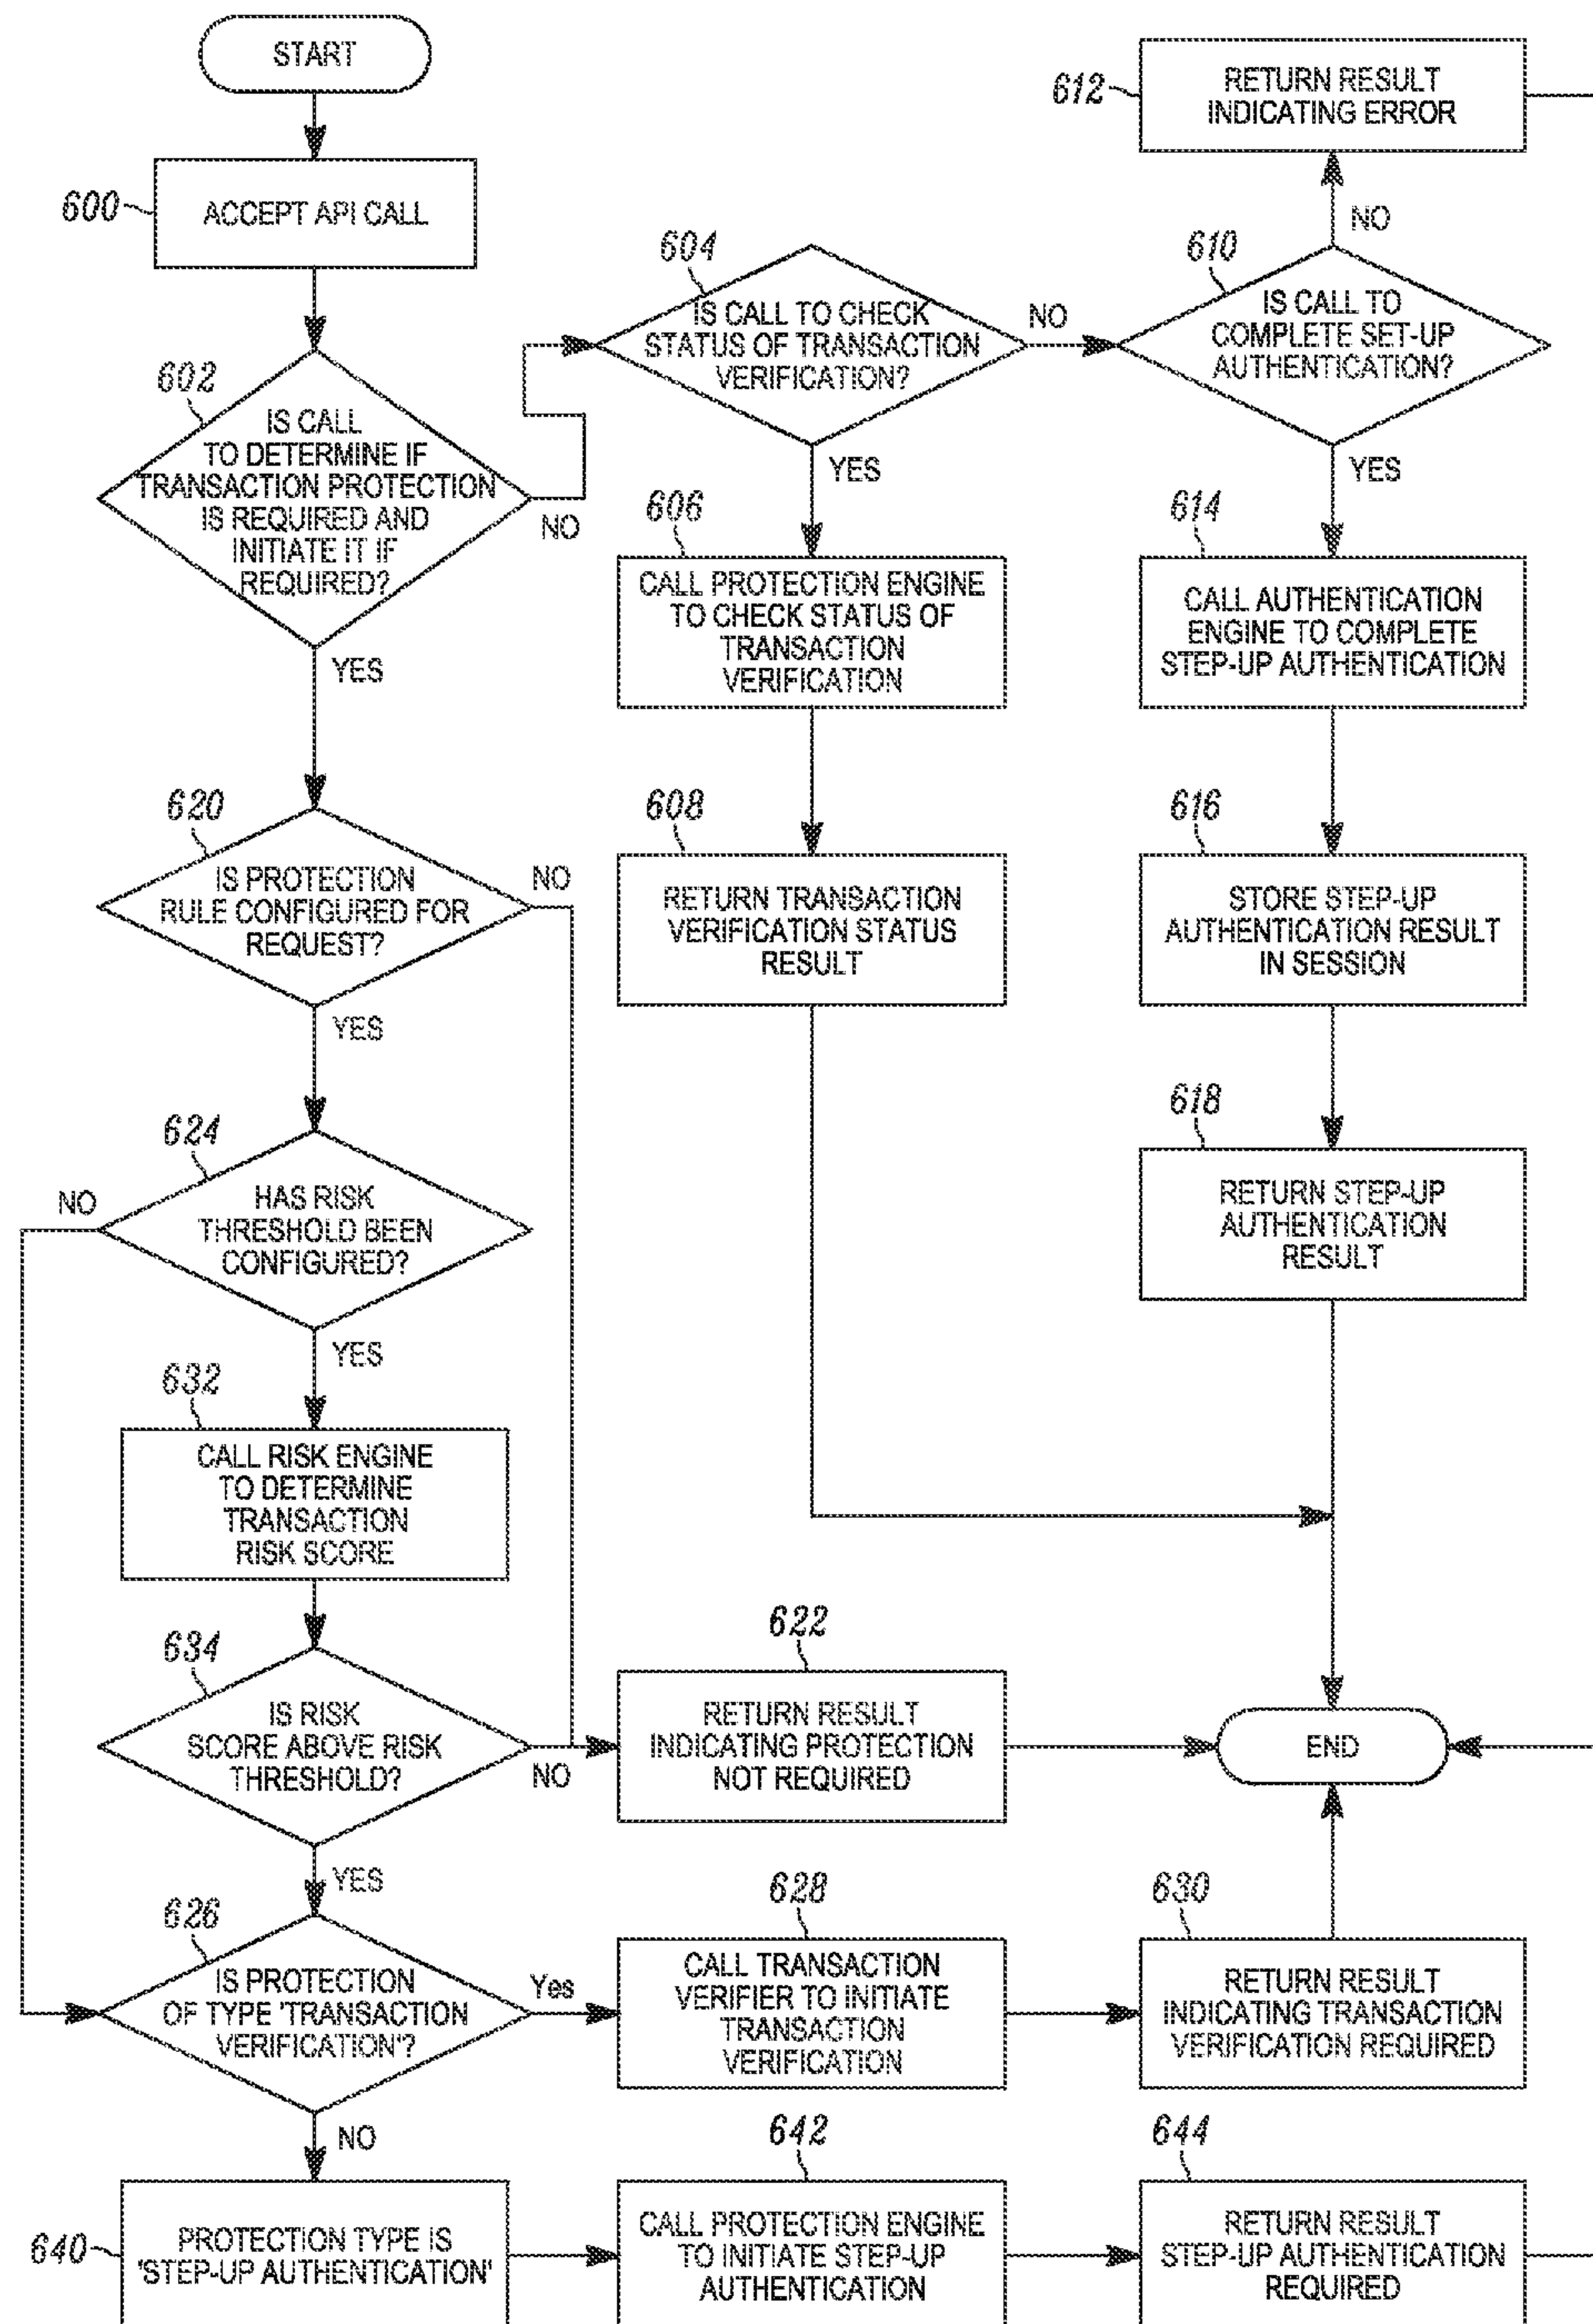 START
600
ACCEPT API CALL
602
IS CALL
TO DETERMINE IF
TRANSACTION PROTECTION
IS REQUIRED AND
INITIATE IT IF
REQUIRED?
NO
YES
604
IS CALL TO CHECK
STATUS OF TRANSACTION
VERIFICATION?
NO
YES
606
CALL PROTECTION ENGINE
TO CHECK STATUS OF
TRANSACTION
VERIFICATION
608
RETURN TRANSACTION
VERIFICATION STATUS
RESULT
610
IS CALL TO
COMPLETE SET-UP
AUTHENTICATION?
NO
YES
612
RETURN RESULT
INDICATING ERROR
614
CALL AUTHENTICATION
ENGINE TO COMPLETE
STEP-UP AUTHENTICATION
616
STORE STEP-UP
AUTHENTICATION RESULT
IN SESSION
618
RETURN STEP-UP
AUTHENTICATION
RESULT
620
IS PROTECTION
RULE CONFIGURED FOR
REQUEST?
NO
YES
624
HAS RISK
THRESHOLD BEEN
CONFIGURED?
NO
YES
632
CALL RISK ENGINE
TO DETERMINE
TRANSACTION
RISK SCORE
634
IS RISK
SCORE ABOVE RISK
THRESHOLD?
NO
YES
622
RETURN RESULT
INDICATING PROTECTION
NOT REQUIRED
END
626
IS PROTECTION
OF TYPE 'TRANSACTION
VERIFICATION'?
Yes
NO
628
CALL TRANSACTION
VERIFIER TO INITIATE
TRANSACTION
VERIFICATION
630
RETURN RESULT
INDICATING TRANSACTION
VERIFICATION REQUIRED
640
PROTECTION TYPE IS
'STEP-UP AUTHENTICATION'
642
CALL PROTECTION ENGINE
TO INITIATE STEP-UP
AUTHENTICATION
644
RETURN RESULT
STEP-UP AUTHENTICATION
REQUIRED